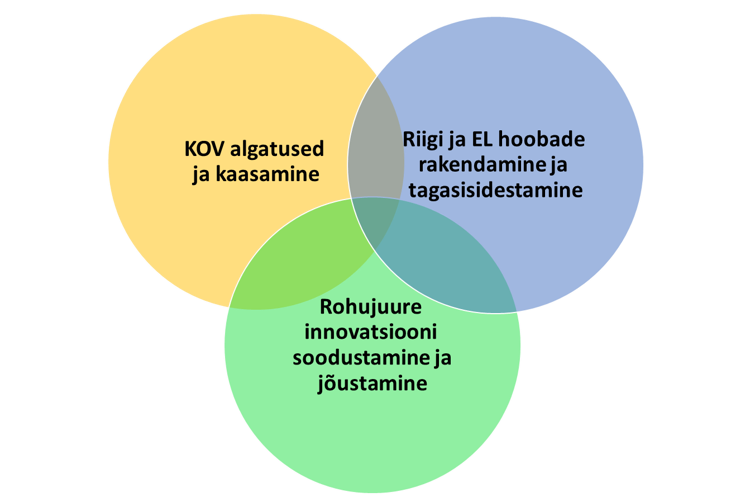 KOV algatused
ja kaasamine
Riigi ja EL hoobade
rakendamine ja
tagasisidestamine
Rohujuure
innovatsiooni
soodustamine ja
jõustamine